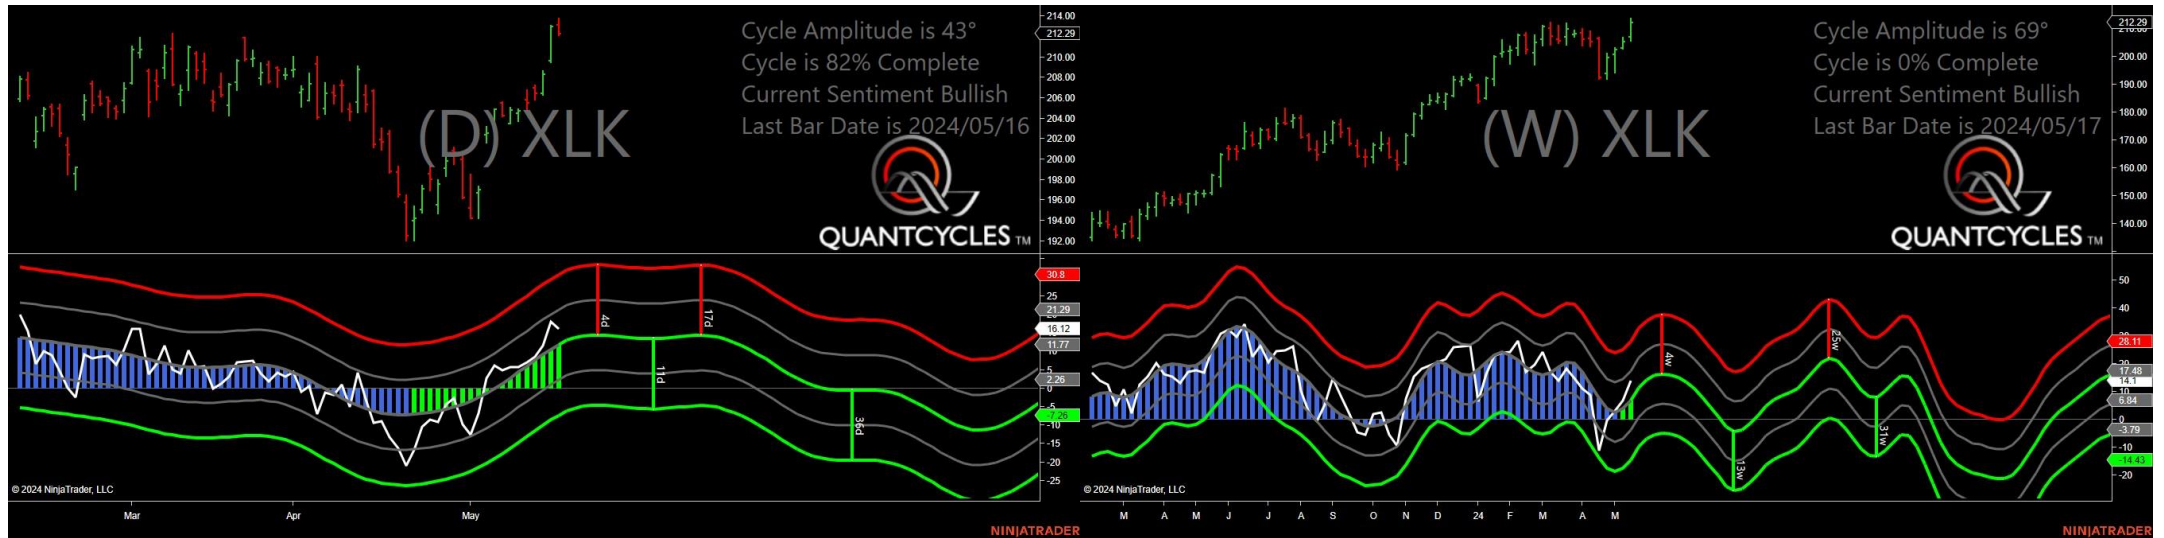 Cycle Amplitude is 43°
Cycle is 82% Complete
Current Sentiment Bullish
Last Bar Date is 2024/05/16
(D) XLK
QUANTCYCLES TM
214.00
212.29
210.00
208.00
206.00
204.00
202.00
200.00
198.00
196.00
194.00
192.00
4d
17d
11d
36d
30.8
25
21.29
16.12
11.77
5
2.26
0
-7.26
-10
-15
-20
-25
© 2024 NinjaTrader, LLC
Mar Apr May
NINJATRADER
Cycle Amplitude is 69°
Cycle is 0% Complete
Current Sentiment Bullish
Last Bar Date is 2024/05/17
(W) XLK
QUANTCYCLES TM
212.29
200.00
190.00
180.00
170.00
160.00
150.00
140.00
4w
25w
13w
31w
50
40
28.11
17.48
14.1
6.84
0
-3.79
-10
-14.43
-20
© 2024 NinjaTrader, LLC
M A M J J A S O N D 24 F M A M
NINJATRADER